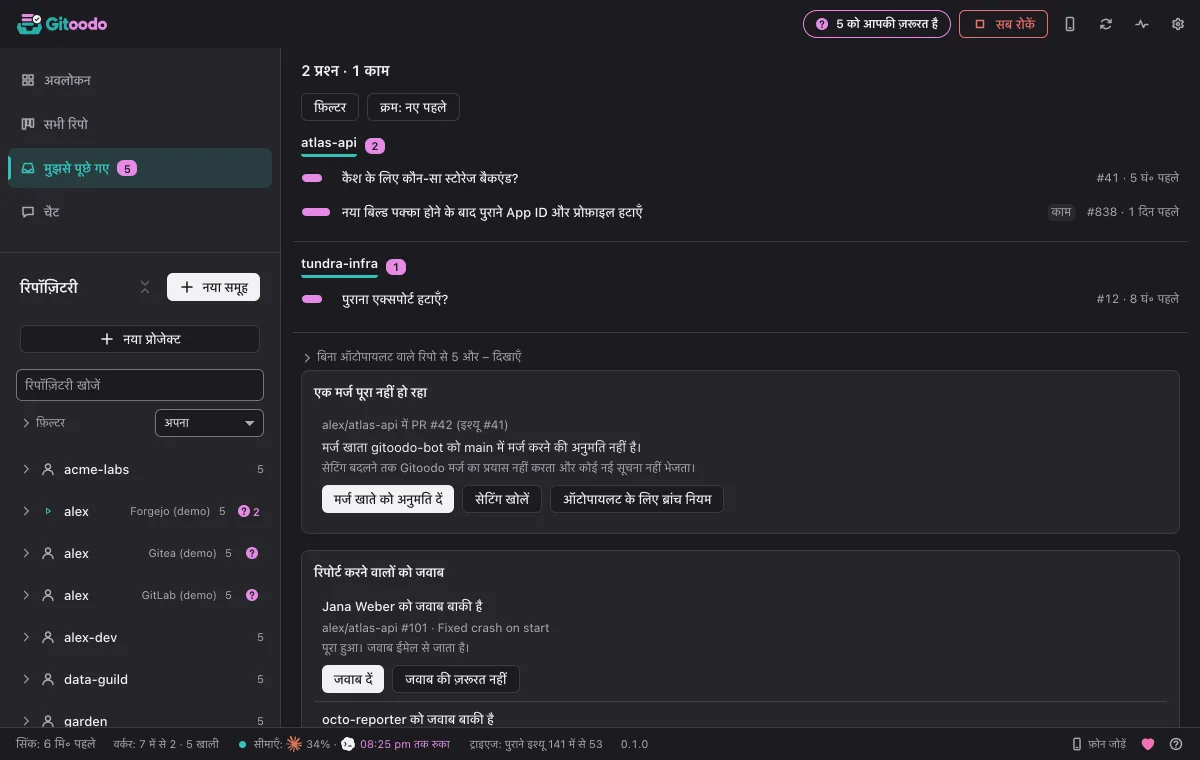 Gitoodo
? 5 को आपकी ज़रूरत है
सब रोकें
अवलोकन
सभी रिपो
मुझसे पूछे गए 5
चैट
रिपॉज़िटरी
+ नया समूह
+ नया प्रोजेक्ट
रिपॉज़िटरी खोजें
फ़िल्टर
अपना
acme-labs 5
alex Forgejo (demo) 5 ? 2
alex Gitea (demo) 5 ?
alex GitLab (demo) 5 ?
alex-dev 5
data-guild 5
garden 5
2 प्रश्न · 1 काम
फ़िल्टर
क्रम: नए पहले
atlas-api 2
कैश के लिए कौन-सा स्टोरेज बैकएंड? #41 · 5 घं॰ पहले
नया बिल्ड पक्का होने के बाद पुराने App ID और प्रोफ़ाइल हटाएँ काम #838 · 1 दिन पहले
tundra-infra 1
पुराना एक्सपोर्ट हटाएँ? #12 · 8 घं॰ पहले
बिना ऑटोपायलट वाले रिपो से 5 और – दिखाएँ
एक मर्ज पूरा नहीं हो रहा
alex/atlas-api में PR #42 (इश्यू #41)
मर्ज खाता gitoodo-bot को main में मर्ज करने की अनुमति नहीं है।
सेटिंग बदलने तक Gitoodo मर्ज का प्रयास नहीं करता और कोई नई सूचना नहीं भेजता।
मर्ज खाते को अनुमति दें
सेटिंग खोलें
ऑटोपायलट के लिए ब्रांच नियम
रिपोर्ट करने वालों को जवाब
Jana Weber को जवाब बाकी है
alex/atlas-api #101 · Fixed crash on start
पूरा हुआ। जवाब ईमेल से जाता है।
जवाब दें
जवाब की ज़रूरत नहीं
octo-reporter को जवाब बाकी है
सिंक: 6 मि॰ पहले
वर्कर: 7 में से 2 · 5 खाली
सीमाएँ: 34% · 08:25 pm तक रुका
ट्राइएज: पुराने इश्यू 141 में से 53
0.1.0
फ़ोन जोड़ें
?